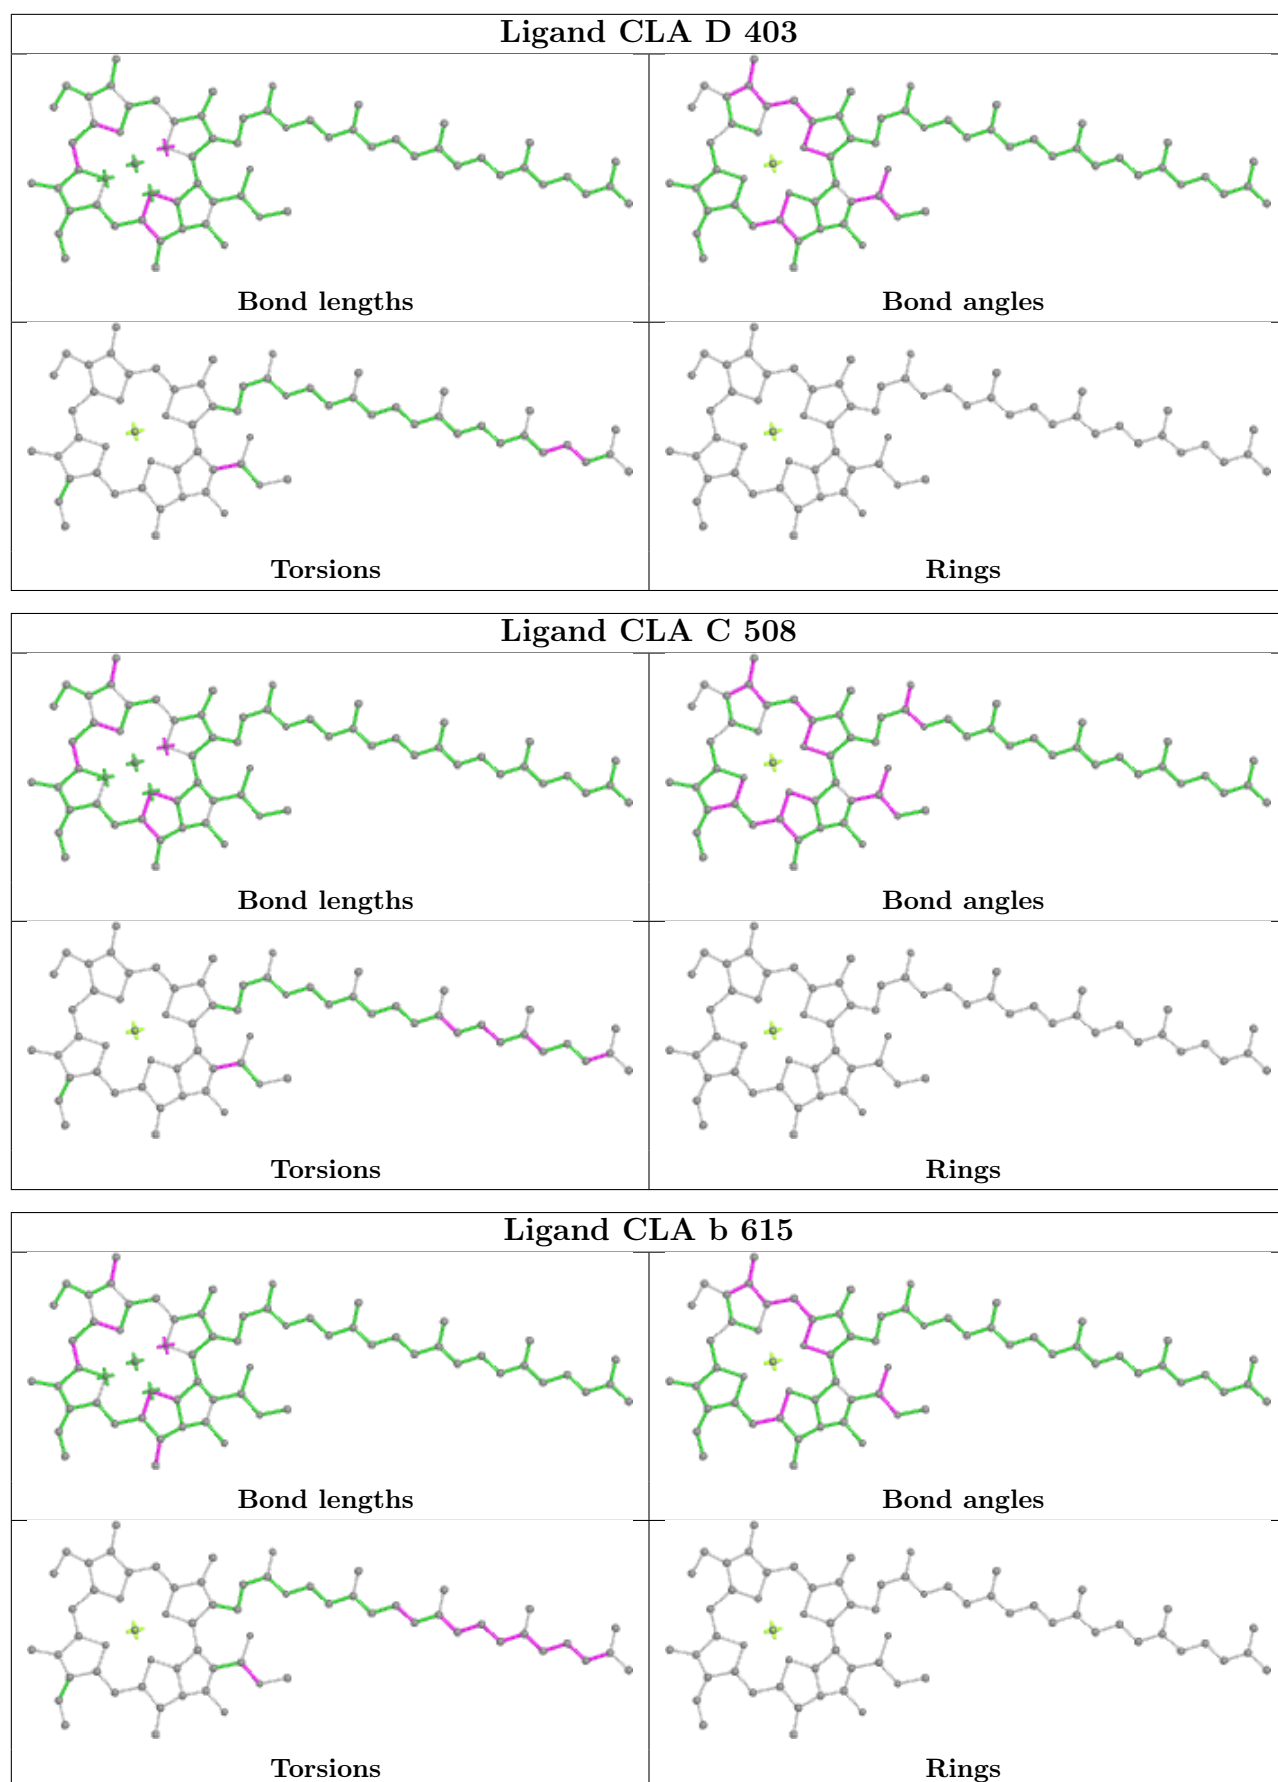 Ligand CLA D 403
Bond lengths
Bond angles
Torsions
Rings
Ligand CLA C 508
Bond lengths
Bond angles
Torsions
Rings
Ligand CLA b 615
Bond lengths
Bond angles
Torsions
Rings